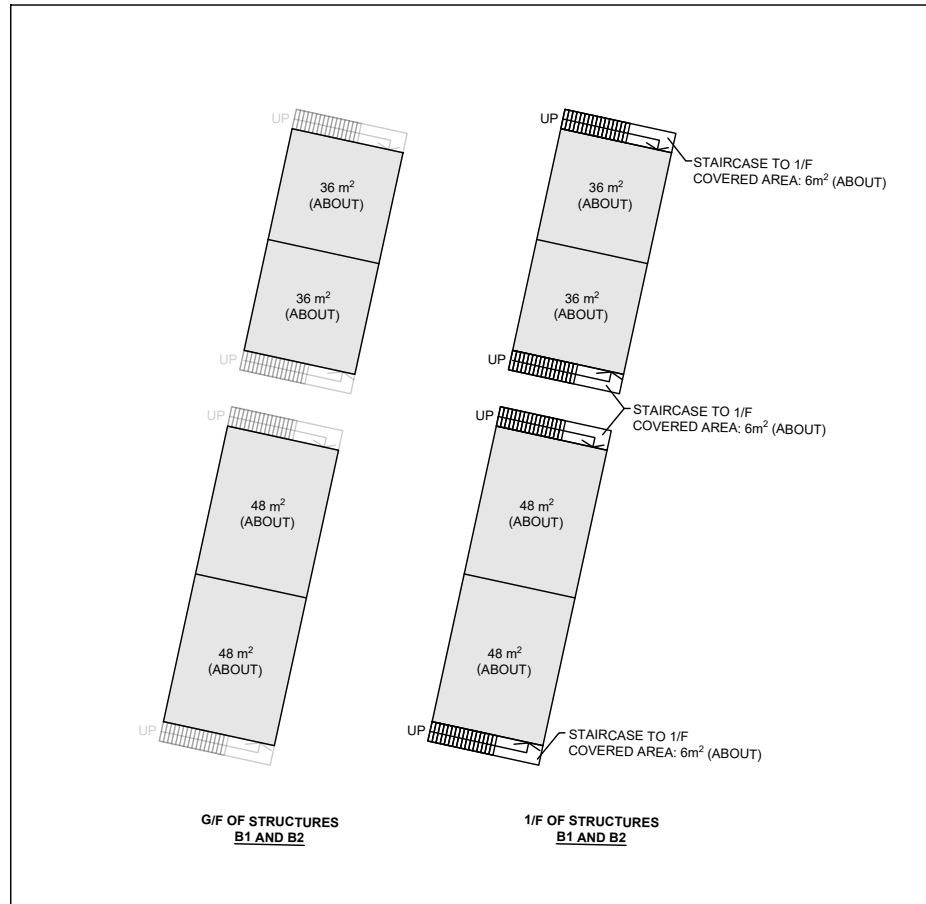 UP
UP
STAIRCASE TO 1/F
COVERED AREA: 6m² (ABOUT)
36 m²
(ABOUT)
36 m²
(ABOUT)
36 m²
(ABOUT)
36 m²
(ABOUT)
UP
UP
STAIRCASE TO 1/F
COVERED AREA: 6m² (ABOUT)
UP
UP
48 m²
(ABOUT)
48 m²
(ABOUT)
48 m²
(ABOUT)
48 m²
(ABOUT)
UP
UP
STAIRCASE TO 1/F
COVERED AREA: 6m² (ABOUT)
G/F OF STRUCTURES
B1 AND B2
1/F OF STRUCTURES
B1 AND B2